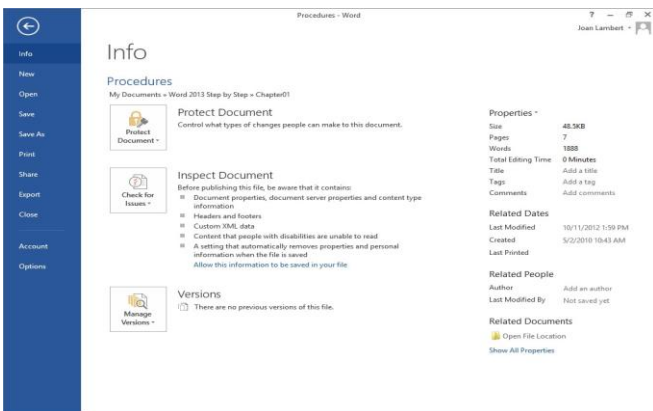 Procedures - Word
? – X
Joan Lambert
Info
New
Open
Save
Save As
Print
Share
Export
Close
Account
Options
Info
Procedures
My Documents » Word 2013 Step by Step » Chapter01
Protect Document
Protect Document
Control what types of changes people can make to this document.
Check for Issues
Inspect Document
Before publishing this file, be aware that it contains:
Document properties, document server properties and content type
information
Headers and footers
Custom XML data
Content that people with disabilities are unable to read
A setting that automatically removes properties and personal
information when the file is saved
Allow this information to be saved in your file
Manage Versions
Versions
There are no previous versions of this file.
Properties
Size 48.5KB
Pages 7
Words 1888
Total Editing Time 0 Minutes
Title Add a title
Tags Add a tag
Comments Add comments
Related Dates
Last Modified 10/11/2012 1:59 PM
Created 5/2/2010 10:43 AM
Last Printed
Related People
Author Add an author
Last Modified By Not saved yet
Related Documents
Open File Location
Show All Properties